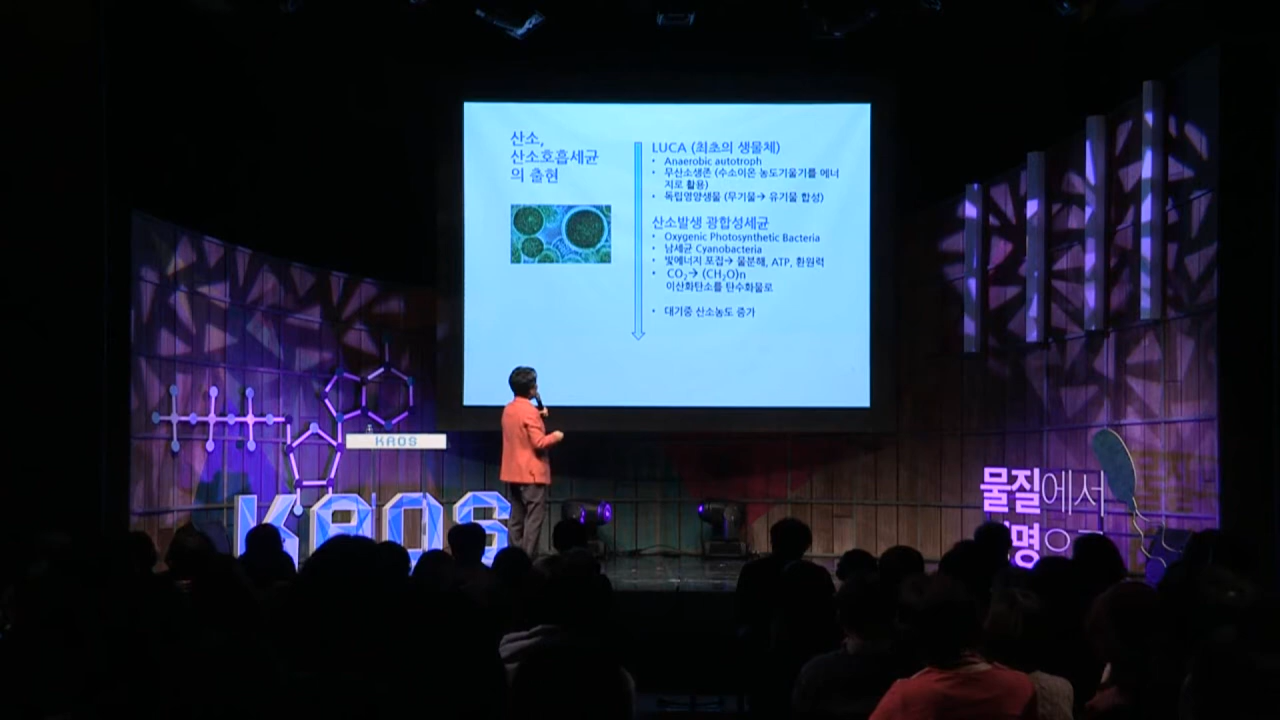 산소,
산소호흡세균
의 출현
LUCA (최초의 생물체)
• Anaerobic autotroph
• 무산소생존 (수소이온 농도기울기를 에너
지로 활용)
• 독립영양생물 (무기물→ 유기물 합성)
산소발생 광합성세균
• Oxygenic Photosynthetic Bacteria
• 남세균 Cyanobacteria
• 빛에너지 포집→ 물분해, ATP, 환원력
• CO₂→ (CH₂O)n
이산화탄소를 탄수화물로
• 대기중 산소농도 증가
KAOS
KAOS
물질에서
명으로